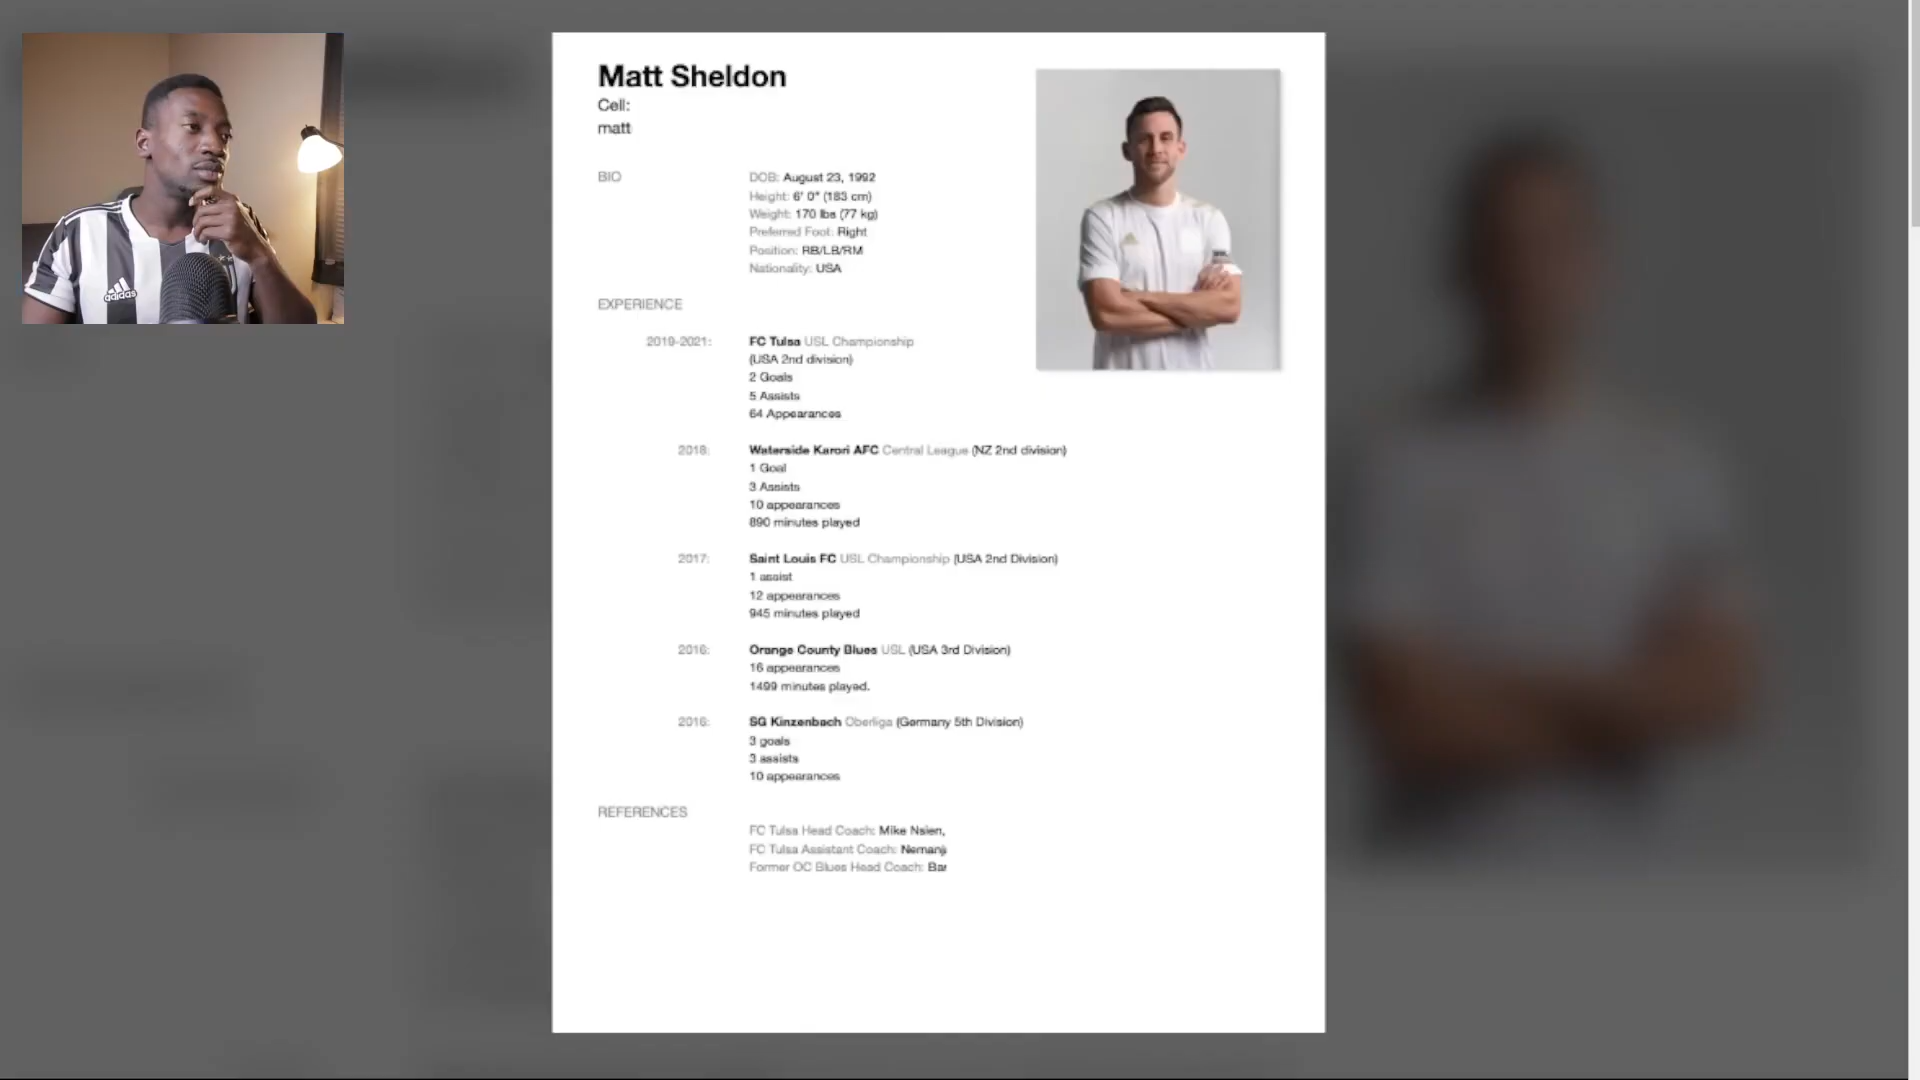 adidas
Matt Sheldon
Cell:
matt
BIO
DOB: August 23, 1992
Height: 6' 0" (183 cm)
Weight: 170 lbs (77 kg)
Preferred Foot: Right
Position: RB/LB/RM
Nationality: USA
EXPERIENCE
2019-2021: FC Tulsa USL Championship
(USA 2nd division)
2 Goals
5 Assists
64 Appearances
2018: Waterside Karori AFC Central League (NZ 2nd division)
1 Goal
3 Assists
10 appearances
890 minutes played
2017: Saint Louis FC USL Championship (USA 2nd Division)
1 assist
12 appearances
945 minutes played
2016: Orange County Blues USL (USA 3rd Division)
16 appearances
1499 minutes played.
2016: SG Kinzenbach Oberliga (Germany 5th Division)
3 goals
3 assists
10 appearances
REFERENCES
FC Tulsa Head Coach: Mike Nsien,
FC Tulsa Assistant Coach: Nemanj
Former OC Blues Head Coach: Bar